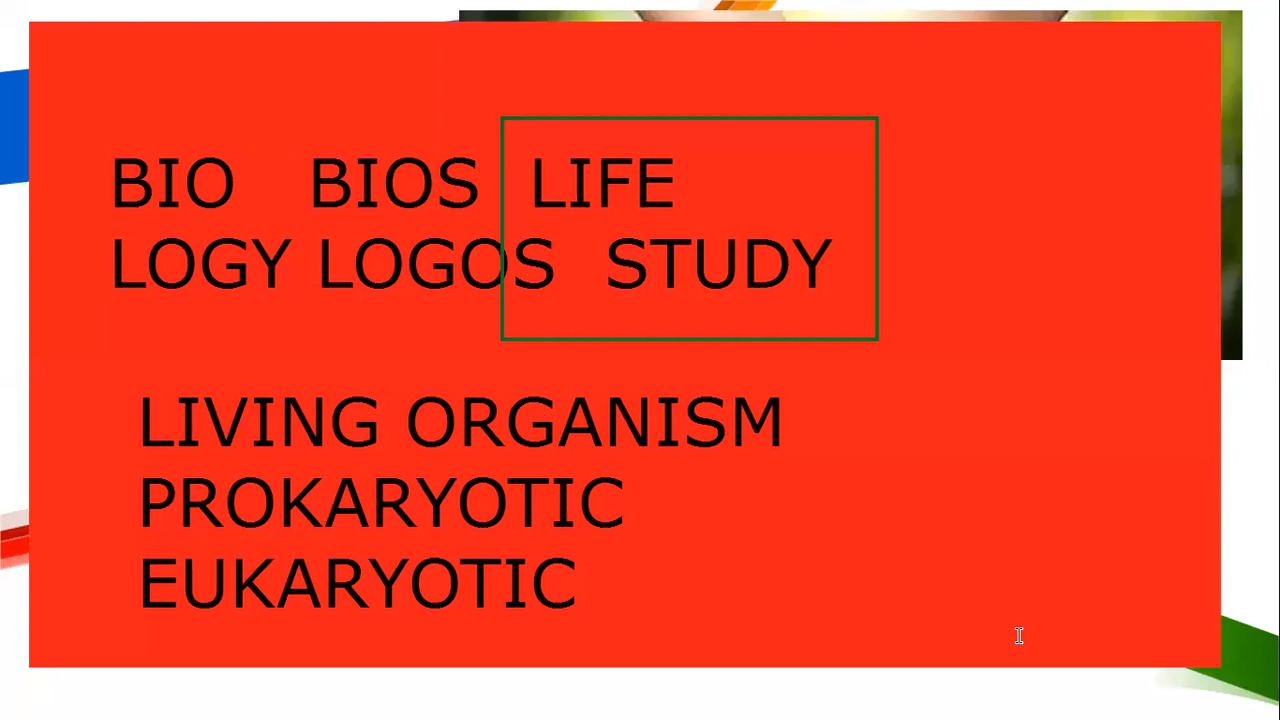 BIO BIOS LIFE
LOGY LOGOS STUDY
LIVING ORGANISM
PROKARYOTIC
EUKARYOTIC